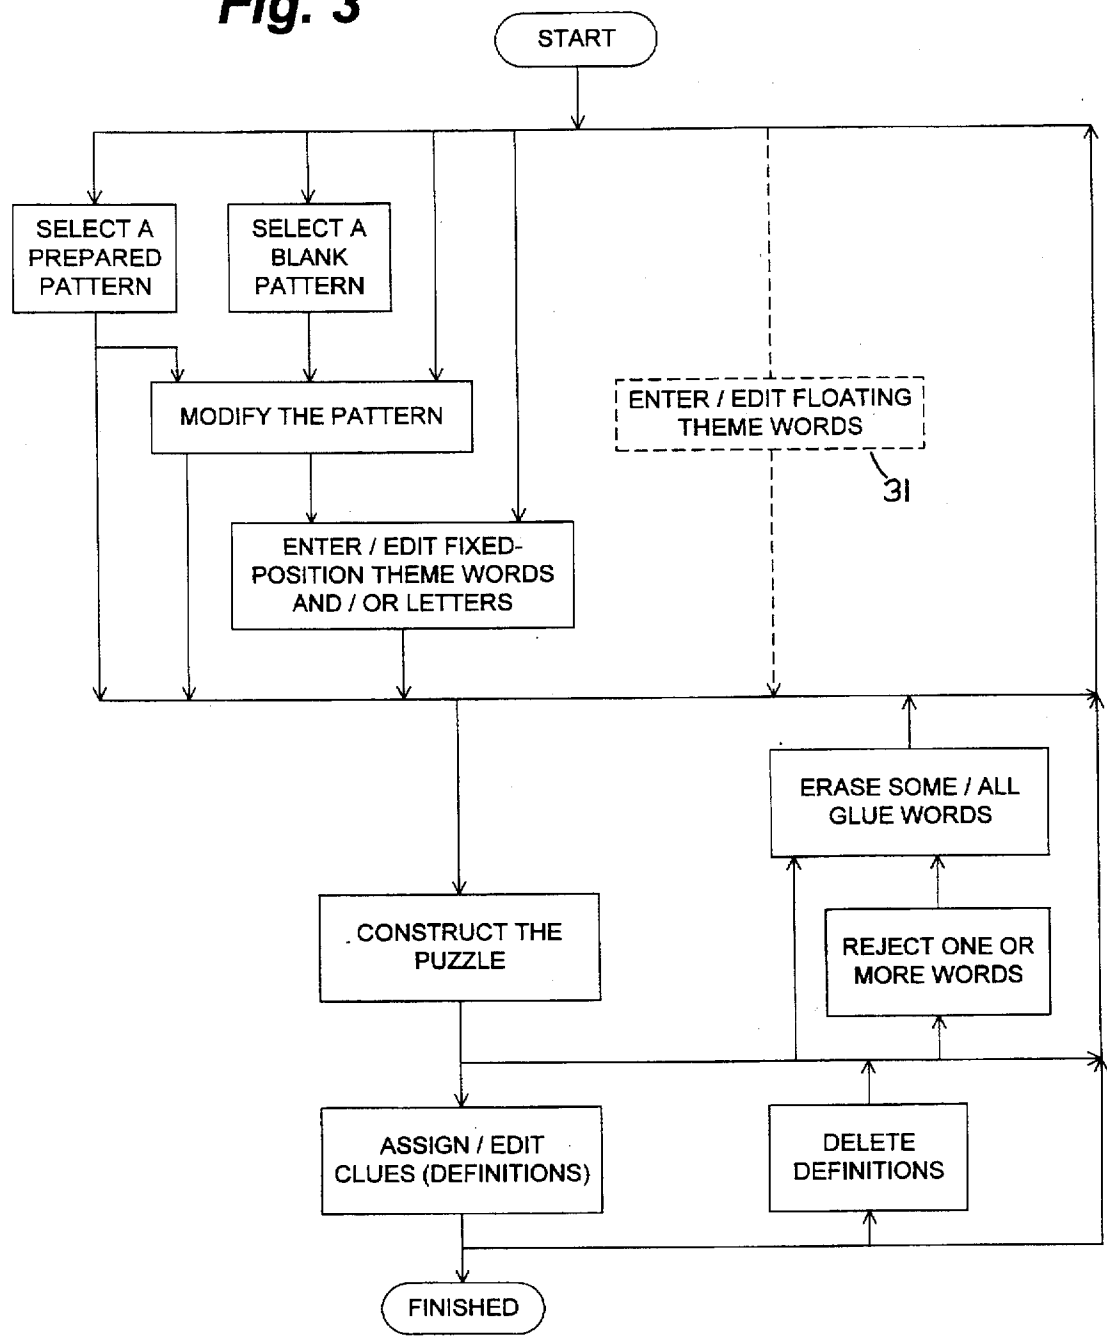 Fig. 3
START
SELECT A
PREPARED
PATTERN
SELECT A
BLANK
PATTERN
MODIFY THE PATTERN
ENTER / EDIT FLOATING
THEME WORDS
31
ENTER / EDIT FIXED-
POSITION THEME WORDS
AND / OR LETTERS
ERASE SOME / ALL
GLUE WORDS
CONSTRUCT THE
PUZZLE
REJECT ONE OR
MORE WORDS
ASSIGN / EDIT
CLUES (DEFINITIONS)
DELETE
DEFINITIONS
FINISHED